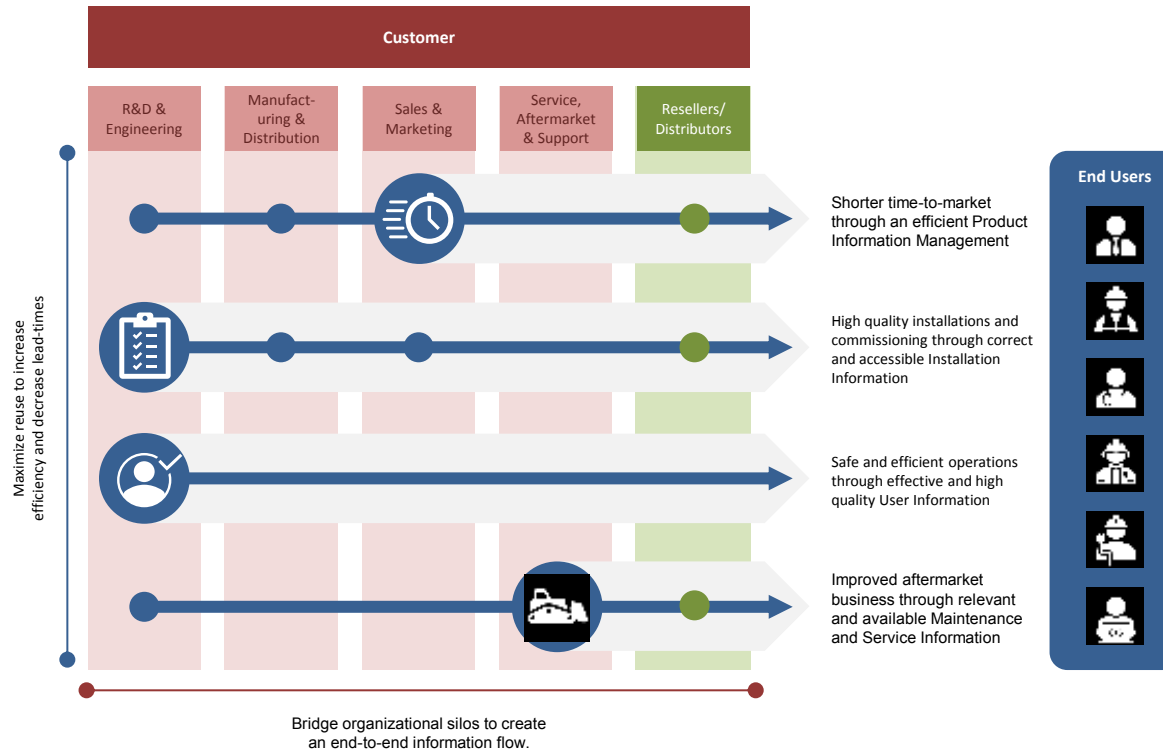 Customer
R&D &
Engineering
Manufact-
uring &
Distribution
Sales &
Marketing
Service,
Aftermarket
& Support
Resellers/
Distributors
Maximize reuse to increase
efficiency and decrease lead-times
Shorter time-to-market
through an efficient Product
Information Management
High quality installations and
commissioning through correct
and accessible Installation
Information
Safe and efficient operations
through effective and high
quality User Information
Improved aftermarket
business through relevant
and available Maintenance
and Service Information
End Users
Bridge organizational silos to create
an end-to-end information flow.